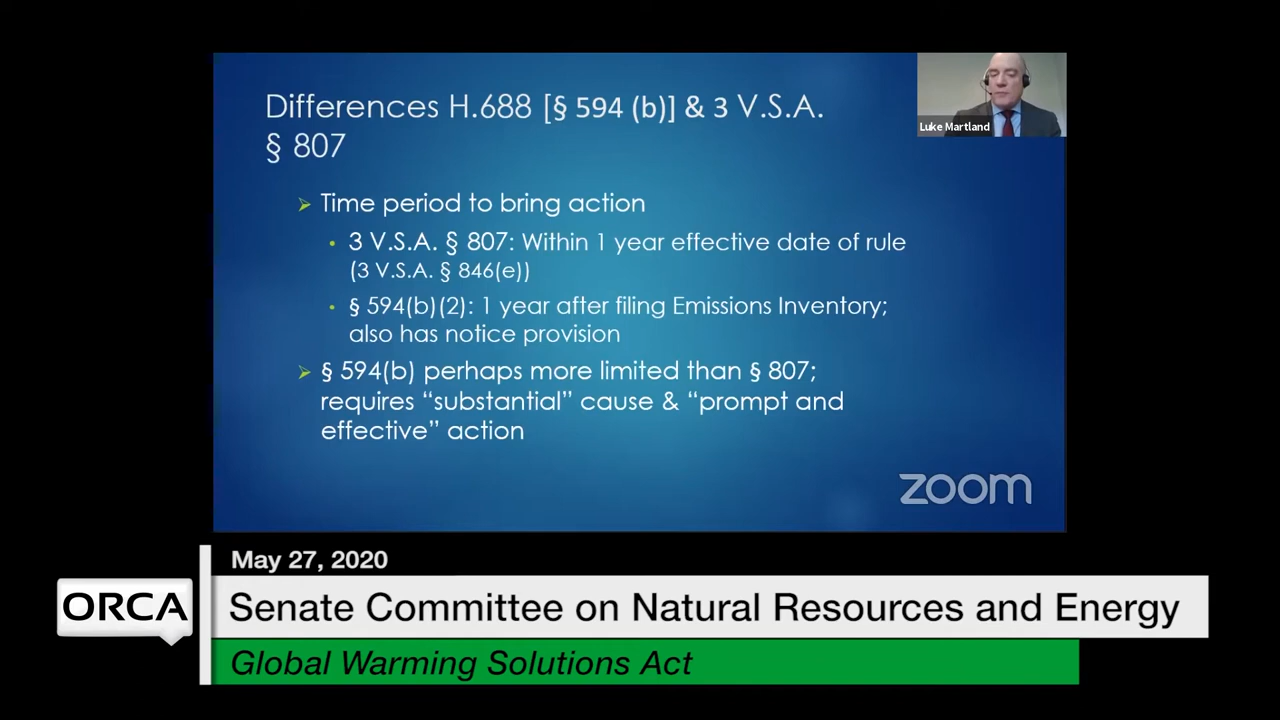 Differences H.688 [§ 594 (b)] & 3 V.S.A.
§ 807
Luke Martland
Time period to bring action
3 V.S.A. § 807: Within 1 year effective date of rule
(3 V.S.A. § 846(e))
§ 594(b)(2): 1 year after filing Emissions Inventory;
also has notice provision
§ 594(b) perhaps more limited than § 807;
requires “substantial” cause & “prompt and
effective” action
zoom
May 27, 2020
ORCA
Senate Committee on Natural Resources and Energy
Global Warming Solutions Act